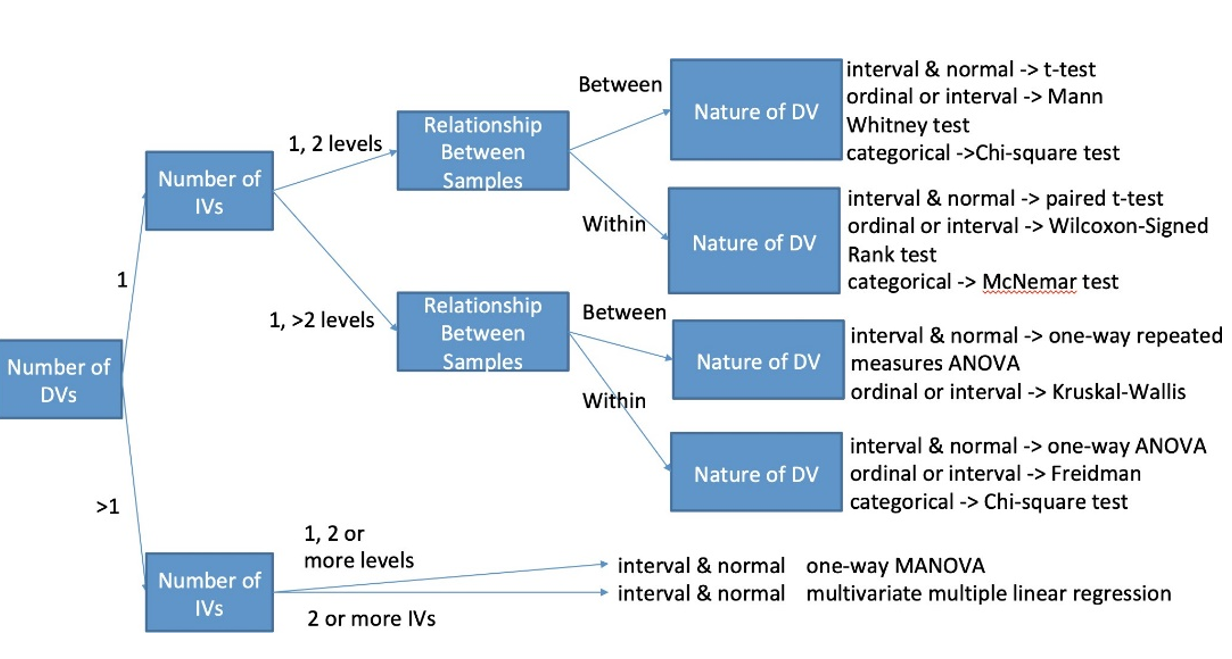 Number of
DVs
1
>1
Number of
IVs
1, 2 levels
1, >2 levels
Relationship
Between
Samples
Between
Within
Nature of DV
interval & normal -> t-test
ordinal or interval -> Mann
Whitney test
categorical ->Chi-square test
Nature of DV
interval & normal -> paired t-test
ordinal or interval -> Wilcoxon-Signed
Rank test
categorical -> McNemar test
Relationship
Between
Samples
Between
Within
Nature of DV
interval & normal -> one-way repeated
measures ANOVA
ordinal or interval -> Kruskal-Wallis
Nature of DV
interval & normal -> one-way ANOVA
ordinal or interval -> Freidman
categorical -> Chi-square test
Number of
IVs
1, 2 or
more levels
2 or more IVs
interval & normal one-way MANOVA
interval & normal multivariate multiple linear regression